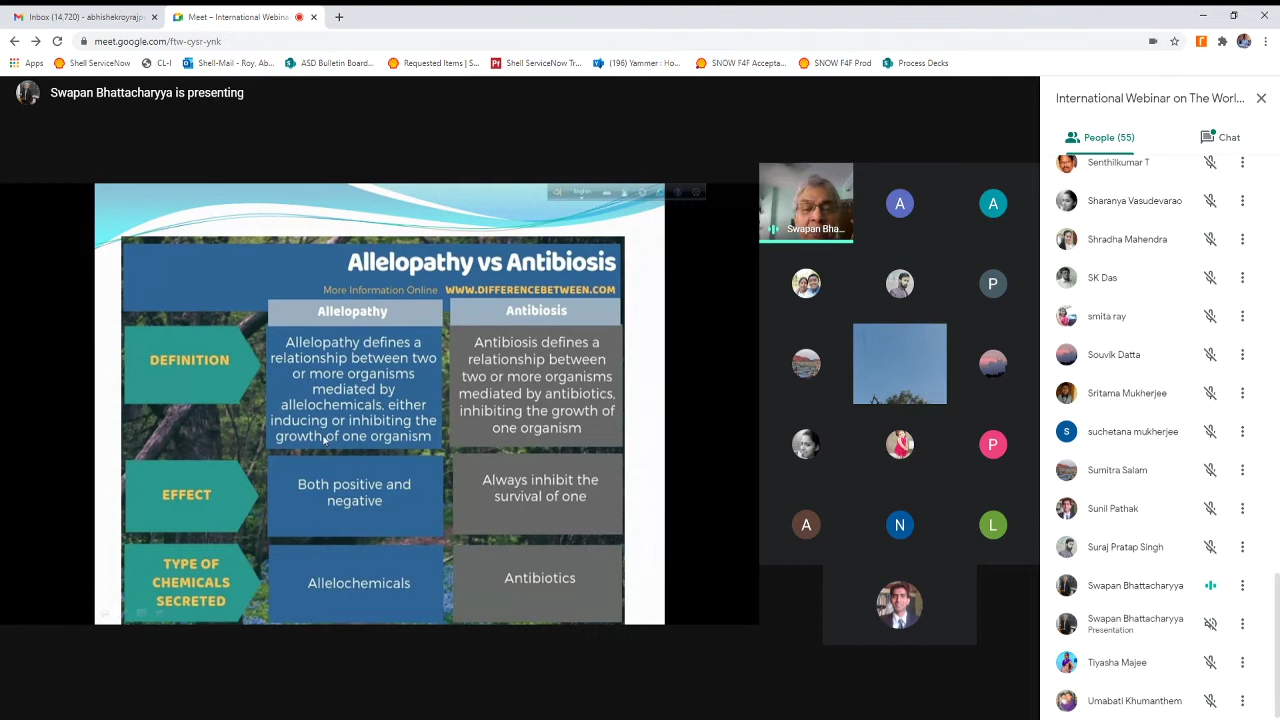 Inbox (14,720) - abhishekroyrajp
Meet – International Webina
meet.google.com/ftw-cysr-ynk
Apps
Shell ServiceNow
CL-I
Shell-Mail - Roy, Ab...
ASD Bulletin Board...
Requested Items | S...
Shell ServiceNow Tr...
(196) Yammer : Ho...
SNOW F4F Accepta...
SNOW F4F Prod
Process Decks
Swapan Bhattacharyya is presenting
English
Allelopathy vs Antibiosis
More Information Online WWW.DIFFERENCEBETWEEN.COM
Allelopathy
Antibiosis
DEFINITION
Allelopathy defines a
relationship between two
or more organisms
mediated by
allelochemicals, either
inducing or inhibiting the
growth of one organism
Antibiosis defines a
relationship between
two or more organisms
mediated by antibiotics,
inhibiting the growth of
one organism
EFFECT
Both positive and
negative
Always inhibit the
survival of one
TYPE OF
CHEMICALS
SECRETED
Allelochemicals
Antibiotics
Swapan Bha...
A
A
P
P
A
N
L
International Webinar on The Worl...
People (55)
Chat
Senthilkumar T
Sharanya Vasudevarao
Shradha Mahendra
SK Das
smita ray
Souvik Datta
Sritama Mukherjee
S
suchetana mukherjee
Sumitra Salam
Sunil Pathak
Suraj Pratap Singh
Swapan Bhattacharyya
Swapan Bhattacharyya
Presentation
Tiyasha Majee
Umabati Khumanthem